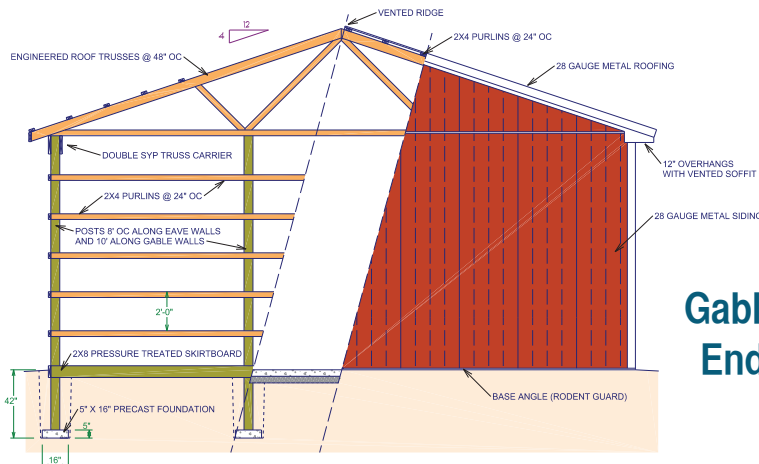 VENTED RIDGE
12
4
2X4 PURLINS @ 24" OC
ENGINEERED ROOF TRUSSES @ 48" OC
28 GAUGE METAL ROOFING
DOUBLE SYP TRUSS CARRIER
12" OVERHANGS
WITH VENTED SOFFIT
2X4 PURLINS @ 24" OC
28 GAUGE METAL SIDING
POSTS 8' OC ALONG EAVE WALLS
AND 10' ALONG GABLE WALLS
2'-0"
Gabl
End
2X8 PRESSURE TREATED SKIRTBOARD
42"
BASE ANGLE (RODENT GUARD)
5" X 16" PRECAST FOUNDATION
5"
16"